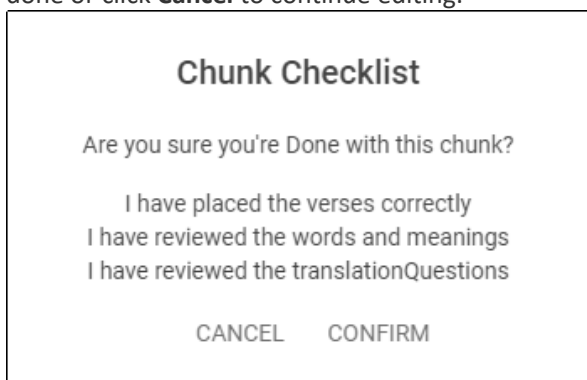 done or click Cancel to continue editing.
Chunk Checklist
Are you sure you're Done with this chunk?
I have placed the verses correctly
I have reviewed the words and meanings
I have reviewed the translationQuestions
CANCEL CONFIRM